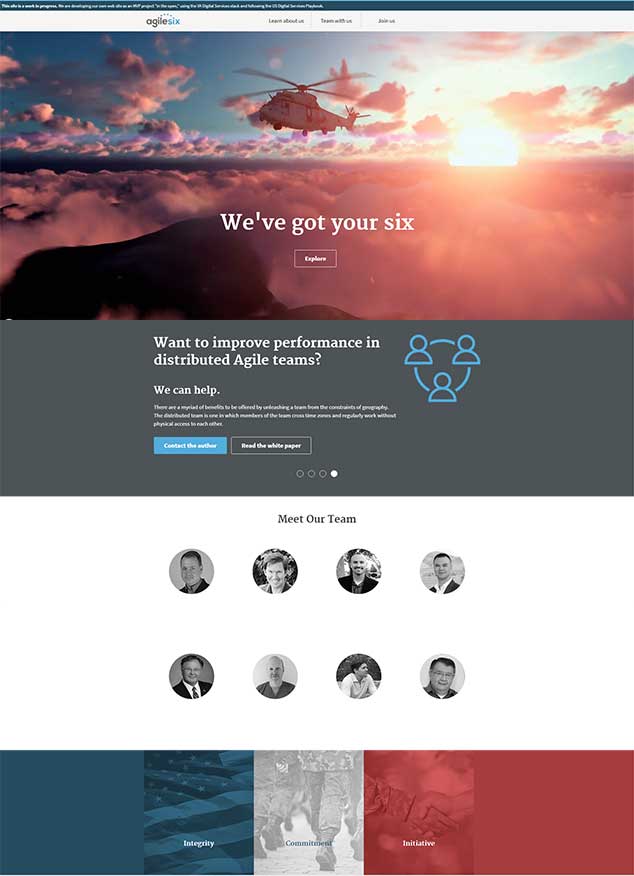 This site is a work in progress. We are developing our own web site as an MVP project "in the open," using the VA Digital Services stack and following the US Digital Services Playbook.
agilesix
Learn about us
Team with us
Join us
We've got your six
Explore
Want to improve performance in
distributed Agile teams?
We can help.
There are a myriad of benefits to be offered by unleashing a team from the constraints of geography.
The distributed team is one in which members of the team cross time zones and regularly work without
physical access to each other.
Contact the author
Read the white paper
Meet Our Team
Integrity
Commitment
Initiative